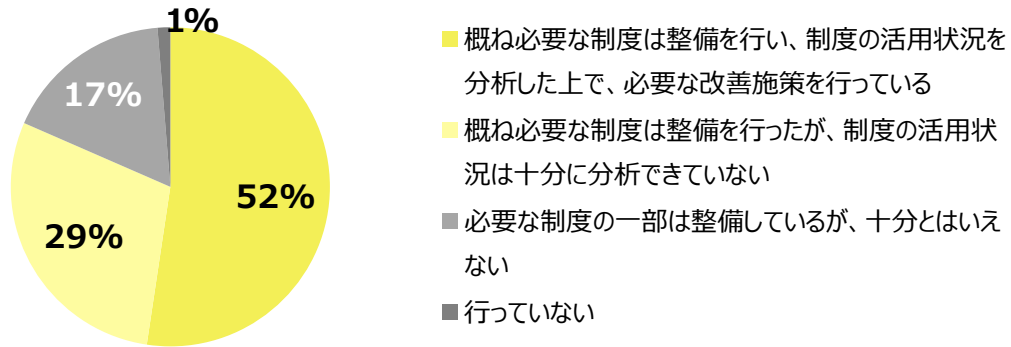 1%
17%
52%
29%
概ね必要な制度は整備を行い、制度の活用状況を
分析した上で、必要な改善施策を行っている
概ね必要な制度は整備を行ったが、制度の活用状
況は十分に分析できていない
必要な制度の一部は整備しているが、十分とはいえ
ない
行っていない